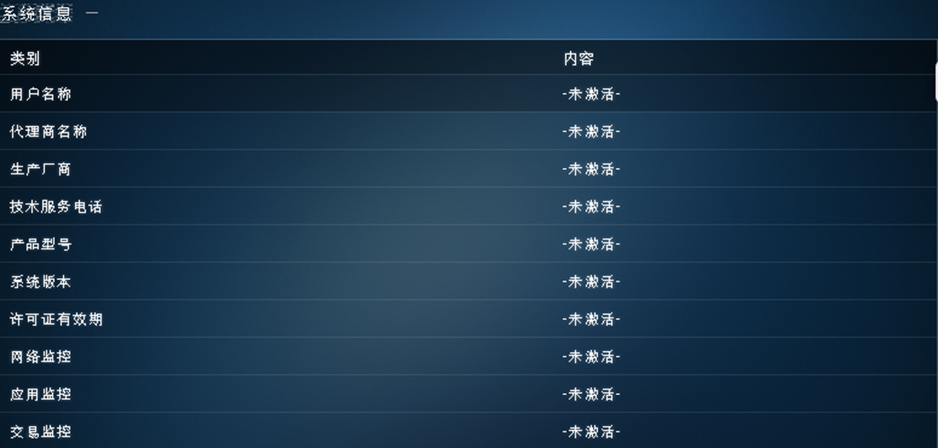 系统信息 —
类别 内容
用户名称 -未激活-
代理商名称 -未激活-
生产厂商 -未激活-
技术服务电话 -未激活-
产品型号 -未激活-
系统版本 -未激活-
许可证有效期 -未激活-
网络监控 -未激活-
应用监控 -未激活-
交易监控 -未激活-